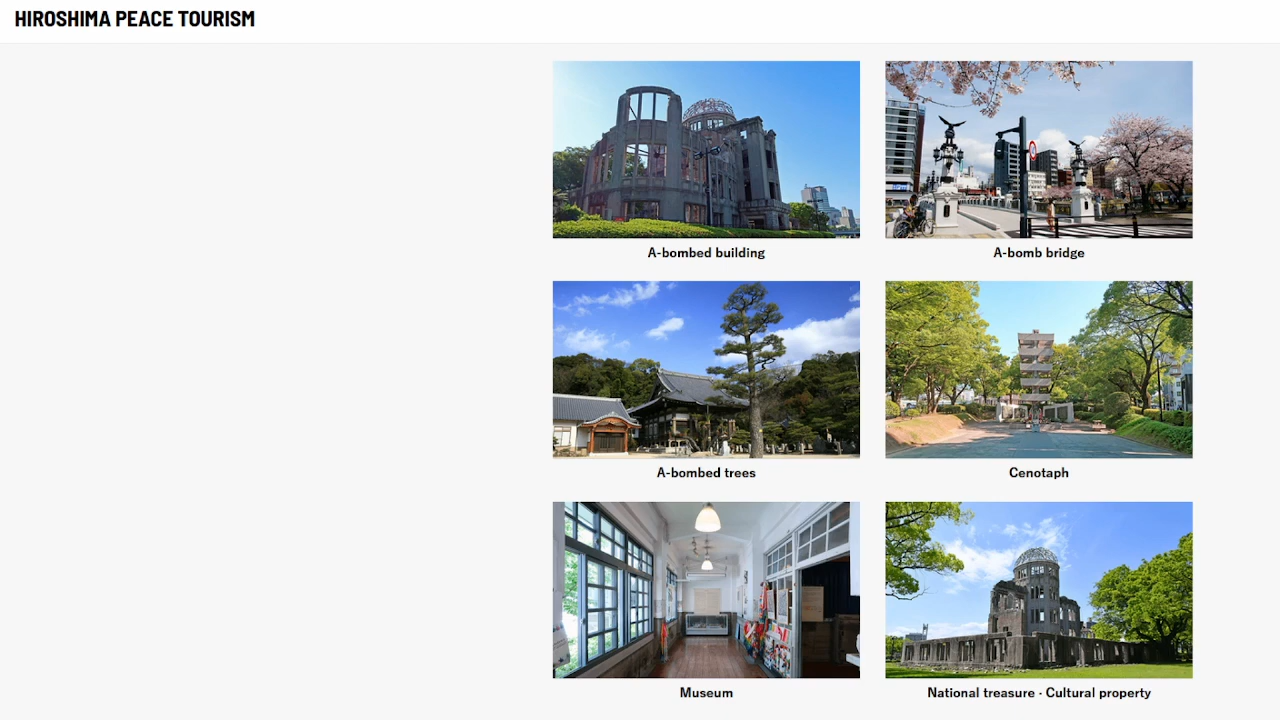 HIROSHIMA PEACE TOURISM
A-bombed building
A-bomb bridge
A-bombed trees
Cenotaph
Museum
National treasure · Cultural property